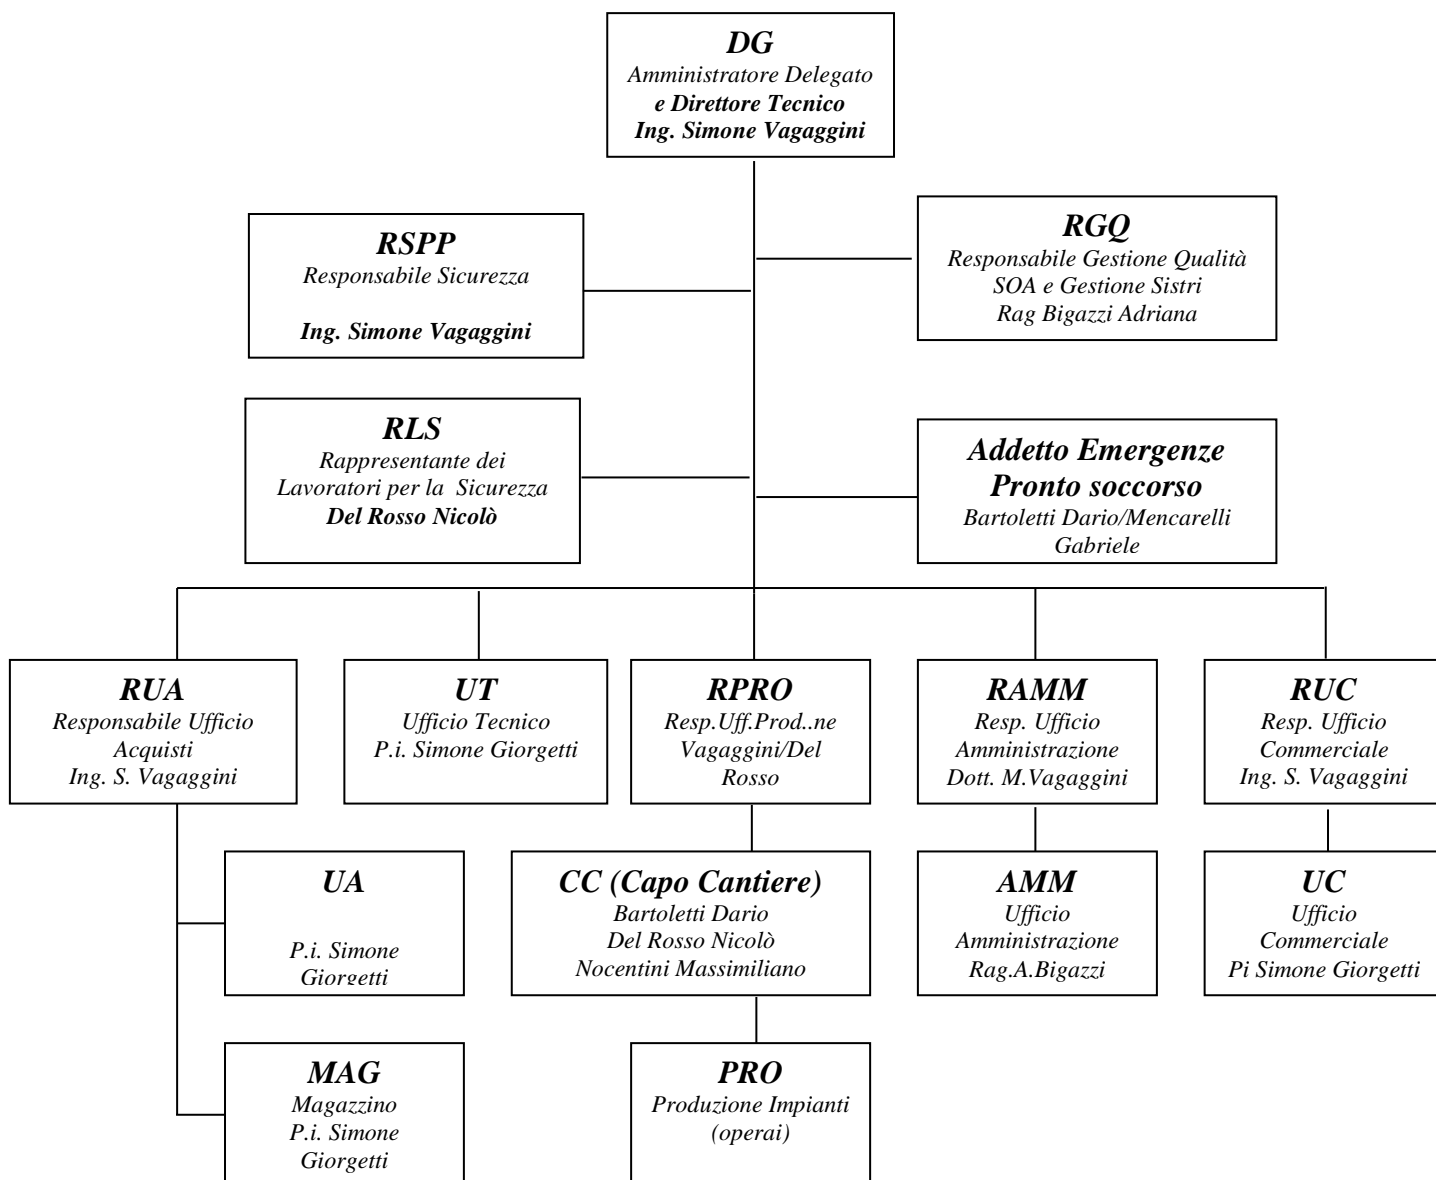 DG
Amministratore Delegato
e Direttore Tecnico
Ing. Simone Vagaggini
RSPP
Responsabile Sicurezza
Ing. Simone Vagaggini
RGQ
Responsabile Gestione Qualità
SOA e Gestione Sistri
Rag Bigazzi Adriana
RLS
Rappresentante dei
Lavoratori per la Sicurezza
Del Rosso Nicolò
Addetto Emergenze
Pronto soccorso
Bartoletti Dario/Mencarelli
Gabriele
RUA
Responsabile Ufficio
Acquisti
Ing. S. Vagaggini
UT
Ufficio Tecnico
P.i. Simone Giorgetti
RPRO
Resp.Uff.Prod..ne
Vagaggini/Del
Rosso
RAMM
Resp. Ufficio
Amministrazione
Dott. M.Vagaggini
RUC
Resp. Ufficio
Commerciale
Ing. S. Vagaggini
UA
P.i. Simone
Giorgetti
CC (Capo Cantiere)
Bartoletti Dario
Del Rosso Nicolò
Nocentini Massimiliano
AMM
Ufficio
Amministrazione
Rag.A.Bigazzi
UC
Ufficio
Commerciale
Pi Simone Giorgetti
MAG
Magazzino
P.i. Simone
Giorgetti
PRO
Produzione Impianti
(operai)